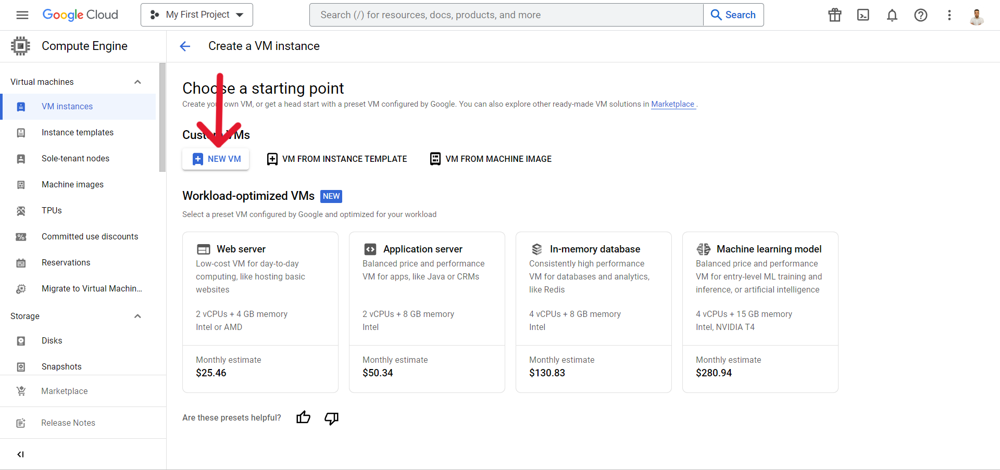 Google Cloud
My First Project
Search (/) for resources, docs, products, and more
Search
Compute Engine
Create a VM instance
Virtual machines
VM instances
Instance templates
Sole-tenant nodes
Machine images
TPUs
Committed use discounts
Reservations
Migrate to Virtual Machin...
Storage
Disks
Snapshots
Marketplace
Release Notes
Choose a starting point
Create your own VM, or get a head start with a preset VM configured by Google. You can also explore other ready-made VM solutions in Marketplace .
Custom VMs
NEW VM
VM FROM INSTANCE TEMPLATE
VM FROM MACHINE IMAGE
Workload-optimized VMs NEW
Select a preset VM configured by Google and optimized for your workload
Web server
Low-cost VM for day-to-day
computing, like hosting basic
websites
2 vCPUs + 4 GB memory
Intel or AMD
Monthly estimate
$25.46
Application server
Balanced price and performance
VM for apps, like Java or CRMs
2 vCPUs + 8 GB memory
Intel
Monthly estimate
$50.34
In-memory database
Consistently high performance
VM for databases and analytics,
like Redis
4 vCPUs + 8 GB memory
Intel
Monthly estimate
$130.83
Machine learning model
Balanced price and performance
VM for entry-level ML training and
inference, or artificial intelligence
4 vCPUs + 15 GB memory
Intel, NVIDIA T4
Monthly estimate
$280.94
Are these presets helpful?